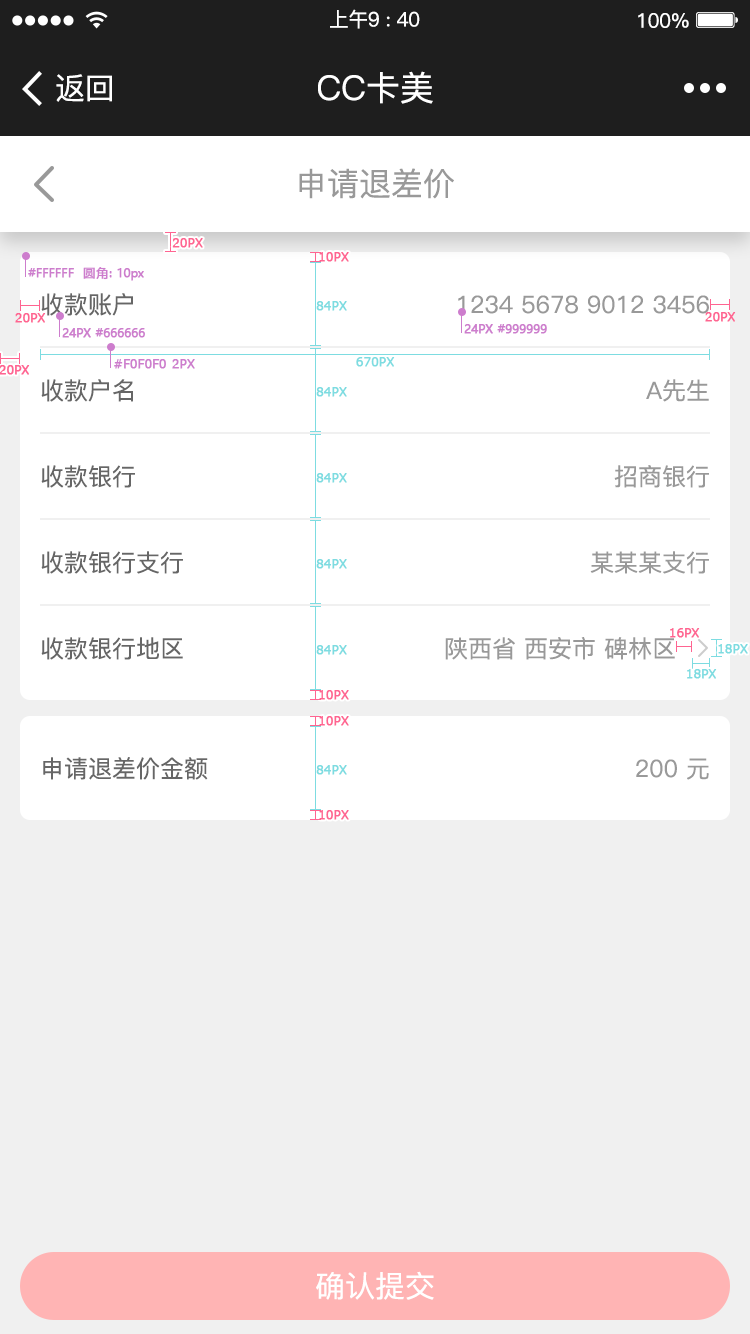 上午9 : 40 100%
返回 CC卡美
申请退差价
20PX
10PX
#FFFFFF 圆角: 10px
收款账户 84PX 1234 5678 9012 3456
20PX 20PX
24PX #666666 24PX #999999
#F0F0F0 2PX 670PX
20PX
收款户名 84PX A先生
收款银行 84PX 招商银行
收款银行支行 84PX 某某某支行
16PX
收款银行地区 84PX 陕西省 西安市 碑林区 18PX
18PX
10PX
10PX
申请退差价金额 84PX 200 元
10PX
确认提交